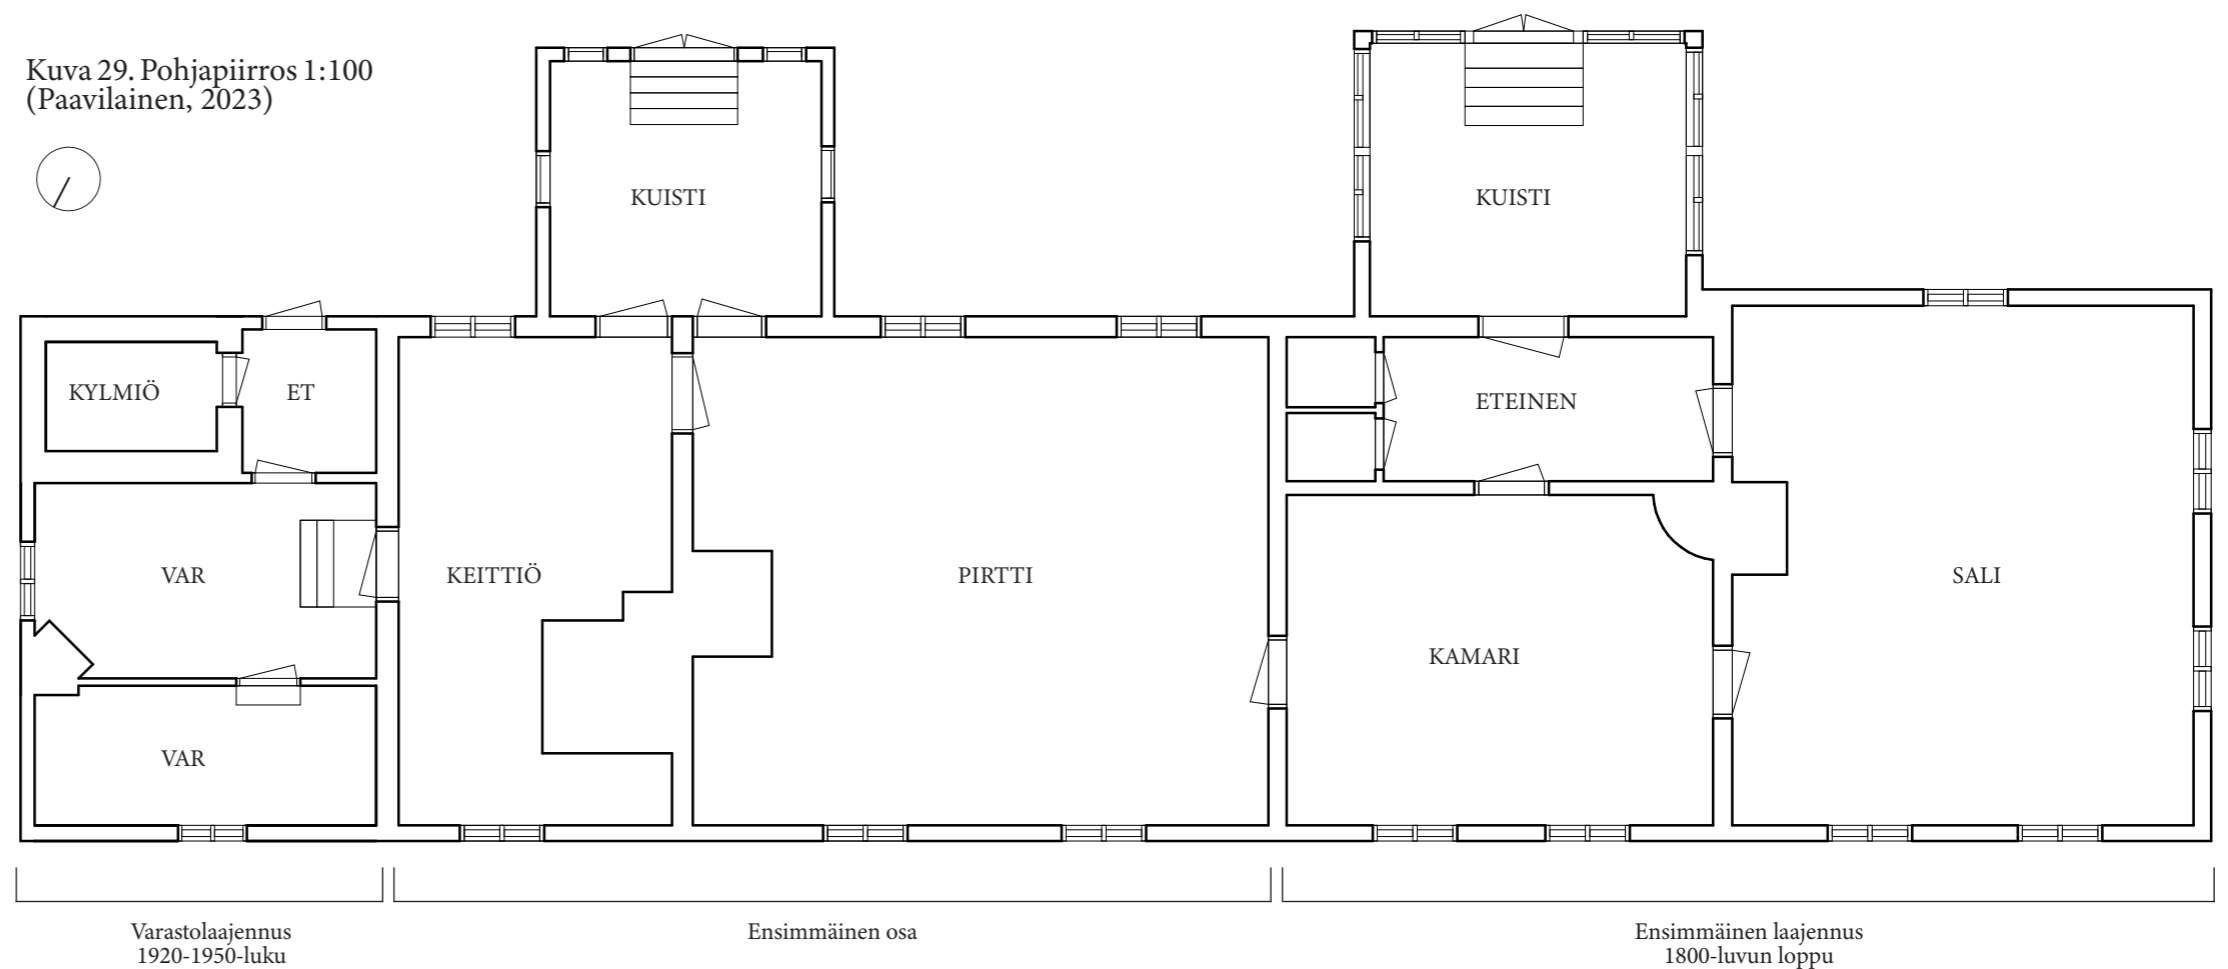 Kuva 29. Pohjapiirros 1:100
(Paavilainen, 2023)
KUISTI
KUISTI
KYLMIÖ
ET
ETEINEN
VAR
KEITTIÖ
PIRTTI
SALI
KAMARI
VAR
Varastolaajennus
1920-1950-luku
Ensimmäinen osa
Ensimmäinen laajennus
1800-luvun loppu